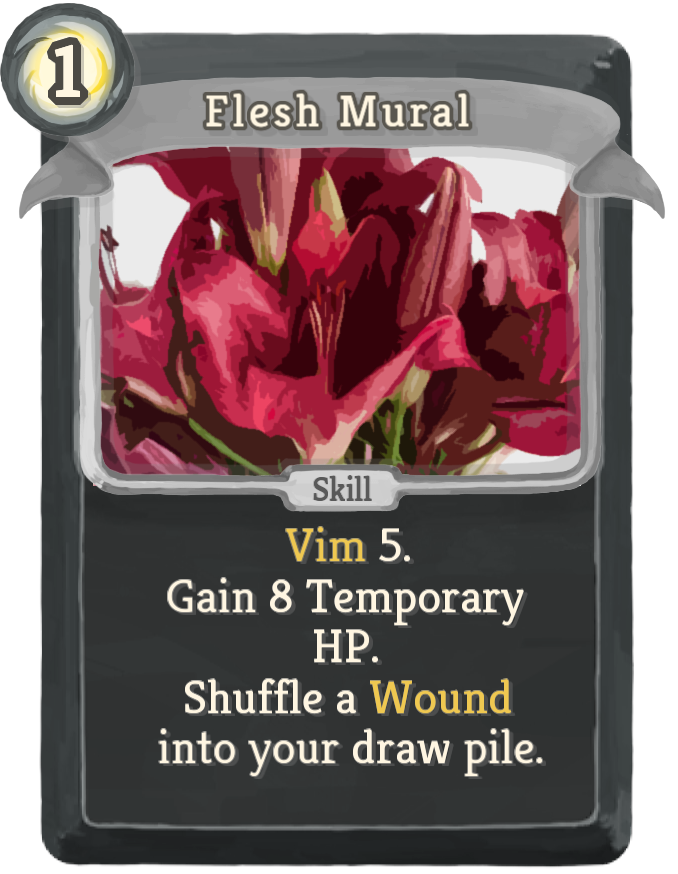 1
Flesh Mural
Skill
Vim 5.
Gain 8 Temporary
HP.
Shuffle a Wound
into your draw pile.